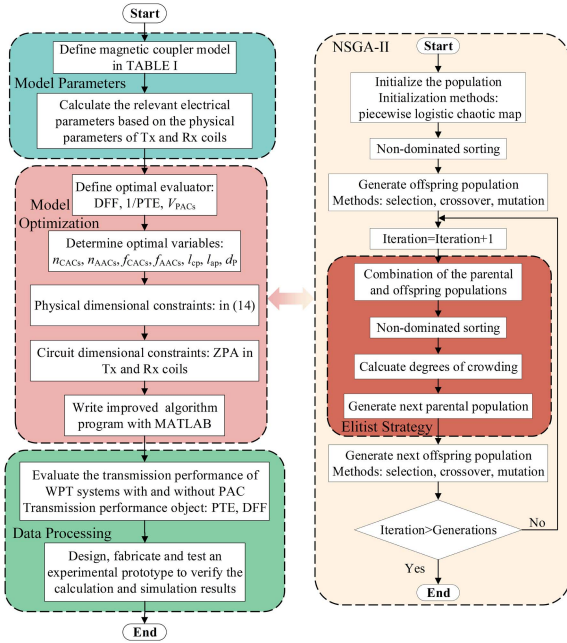 Start
Define magnetic coupler model
in TABLE I
Model Parameters
Calculate the relevant electrical
parameters based on the physical
parameters of Tx and Rx coils
Define optimal evaluator:
DFF, 1/PTE, VPACs
Model
Optimization
Determine optimal variables:
nCACs, nAACs, fCACs, fAACs, lcp, lap, dP
Physical dimensional constraints: in (14)
Circuit dimensional constraints: ZPA in
Tx and Rx coils
Write improved algorithm
program with MATLAB
Evaluate the transmission performance of
WPT systems with and without PAC
Transmission performance object: PTE, DFF
Data Processing
Design, fabricate and test an
experimental prototype to verify the
calculation and simulation results
End
NSGA-II
Start
Initialize the population
Initialization methods:
piecewise logistic chaotic map
Non-dominated sorting
Generate offspring population
Methods: selection, crossover, mutation
Iteration=Iteration+1
Combination of the parental
and offspring populations
Non-dominated sorting
Calcuate degrees of crowding
Generate next parental population
Elitist Strategy
Generate next offspring population
Methods: selection, crossover, mutation
Iteration>Generations
No
Yes
End